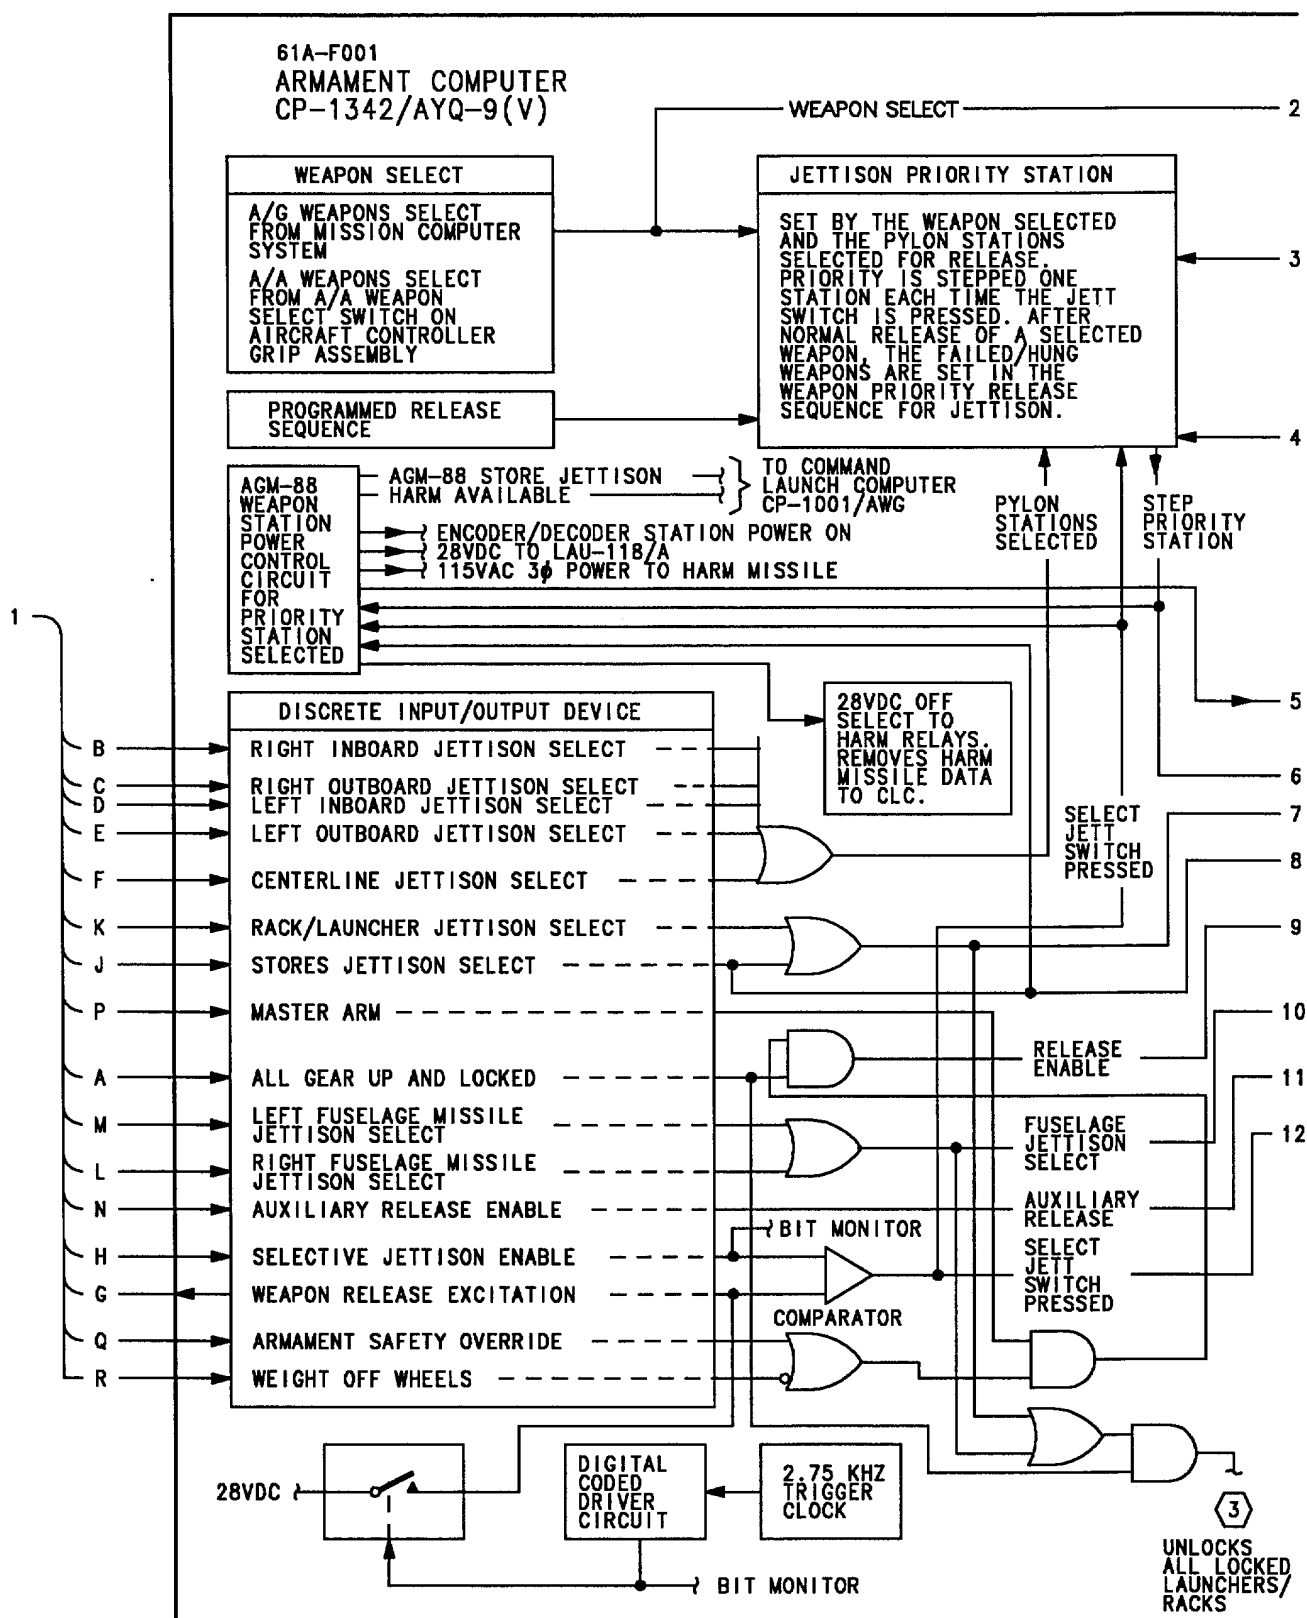 61A-F001
ARMAMENT COMPUTER
CP-1342/AYQ-9(V)
WEAPON SELECT
2
WEAPON SELECT
A/G WEAPONS SELECT
FROM MISSION COMPUTER
SYSTEM
A/A WEAPONS SELECT
FROM A/A WEAPON
SELECT SWITCH ON
AIRCRAFT CONTROLLER
GRIP ASSEMBLY
JETTISON PRIORITY STATION
SET BY THE WEAPON SELECTED
AND THE PYLON STATIONS
SELECTED FOR RELEASE.
PRIORITY IS STEPPED ONE
STATION EACH TIME THE JETT
SWITCH IS PRESSED. AFTER
NORMAL RELEASE OF A SELECTED
WEAPON, THE FAILED/HUNG
WEAPONS ARE SET IN THE
WEAPON PRIORITY RELEASE
SEQUENCE FOR JETTISON.
3
4
PROGRAMMED RELEASE
SEQUENCE
AGM-88
WEAPON
STATION
POWER
CONTROL
CIRCUIT
FOR
PRIORITY
STATION
SELECTED
AGM-88 STORE JETTISON
HARM AVAILABLE
TO COMMAND
LAUNCH COMPUTER
CP-1001/AWG
ENCODER/DECODER STATION POWER ON
28VDC TO LAU-118/A
115VAC 3ϕ POWER TO HARM MISSILE
PYLON
STATIONS
SELECTED
STEP
PRIORITY
STATION
1
5
28VDC OFF
SELECT TO
HARM RELAYS.
REMOVES HARM
MISSILE DATA
TO CLC.
6
7
8
SELECT
JETT
SWITCH
PRESSED
DISCRETE INPUT/OUTPUT DEVICE
B RIGHT INBOARD JETTISON SELECT
C RIGHT OUTBOARD JETTISON SELECT
D LEFT INBOARD JETTISON SELECT
E LEFT OUTBOARD JETTISON SELECT
F CENTERLINE JETTISON SELECT
K RACK/LAUNCHER JETTISON SELECT
9
J STORES JETTISON SELECT
P MASTER ARM
10
A ALL GEAR UP AND LOCKED
RELEASE
ENABLE
11
M LEFT FUSELAGE MISSILE
JETTISON SELECT
FUSELAGE
JETTISON
SELECT
12
L RIGHT FUSELAGE MISSILE
JETTISON SELECT
N AUXILIARY RELEASE ENABLE
AUXILIARY
RELEASE
BIT MONITOR
H SELECTIVE JETTISON ENABLE
SELECT
JETT
SWITCH
PRESSED
G WEAPON RELEASE EXCITATION
COMPARATOR
Q ARMAMENT SAFETY OVERRIDE
R WEIGHT OFF WHEELS
28VDC
DIGITAL
CODED
DRIVER
CIRCUIT
2.75 KHZ
TRIGGER
CLOCK
BIT MONITOR
3
UNLOCKS
ALL LOCKED
LAUNCHERS/
RACKS